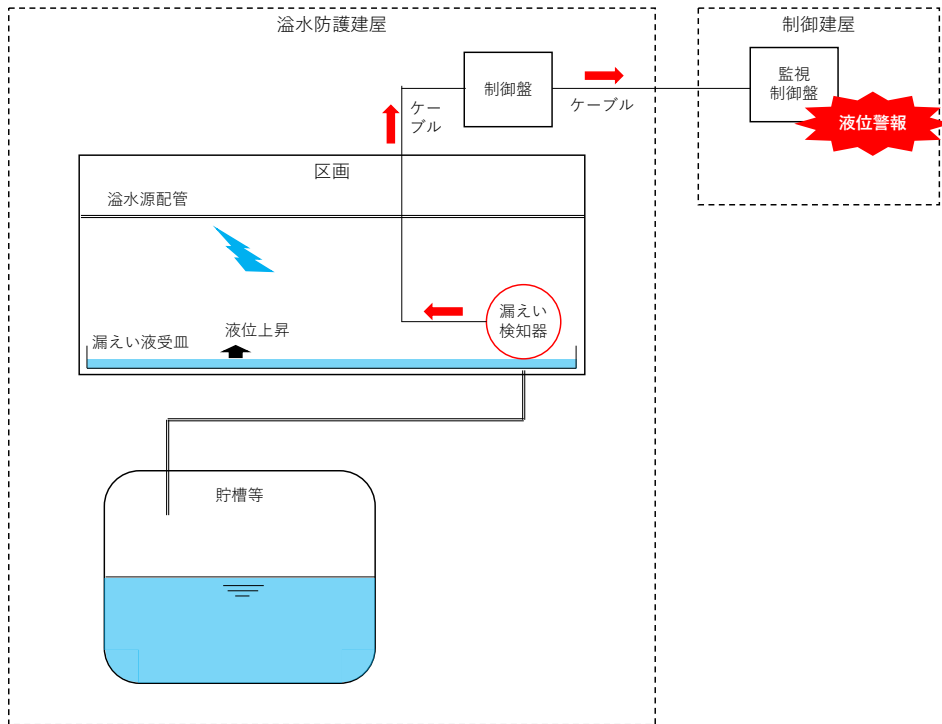 溢水防護建屋
制御建屋
制御盤
監視
制御盤
液位警報
ケー
ブル
ケーブル
区画
溢水源配管
漏えい
検知器
液位上昇
漏えい液受皿
貯槽等